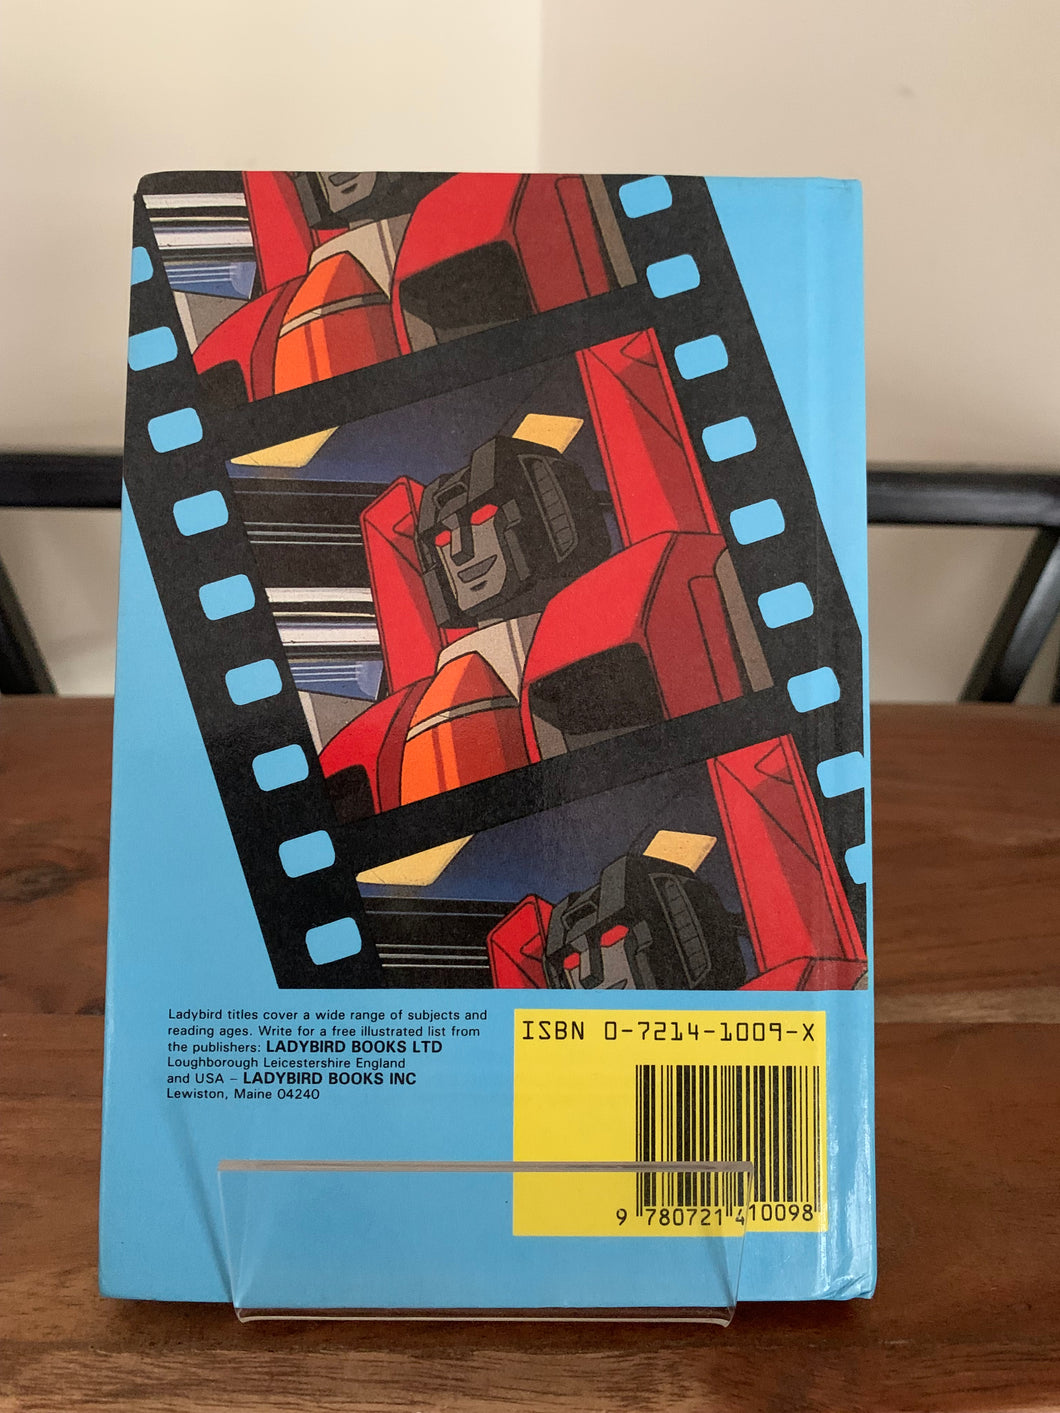 Ladybird titles cover a wide range of subjects and
reading ages. Write for a free illustrated list from
the publishers: LADYBIRD BOOKS LTD
Loughborough Leicestershire England
and USA – LADYBIRD BOOKS INC
Lewiston, Maine 04240
ISBN 0-7214-1009-X
9 780721 410098